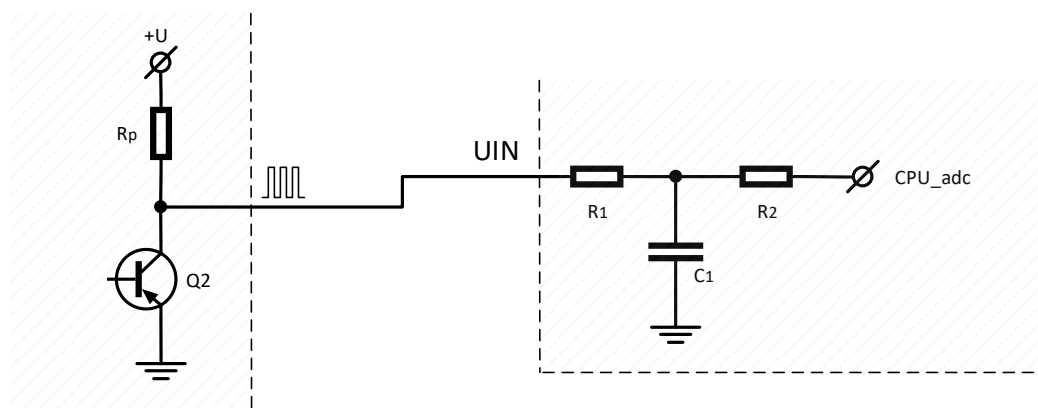 +U
Rp
UIN
CPU_adc
R1
R2
Q2
C1